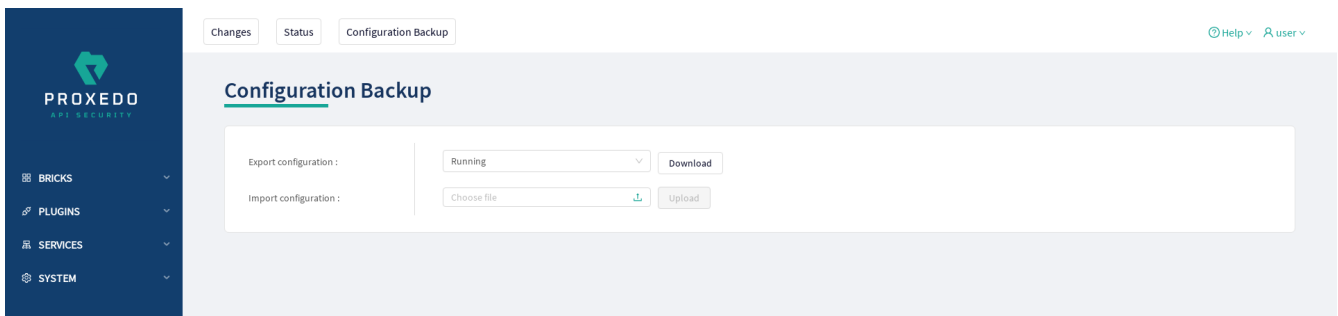 Changes Status Configuration Backup Help user
PROXEDO
API SECURITY
Configuration Backup
Export configuration : Running Download
Import configuration : Choose file Upload
BRICKS
PLUGINS
SERVICES
SYSTEM